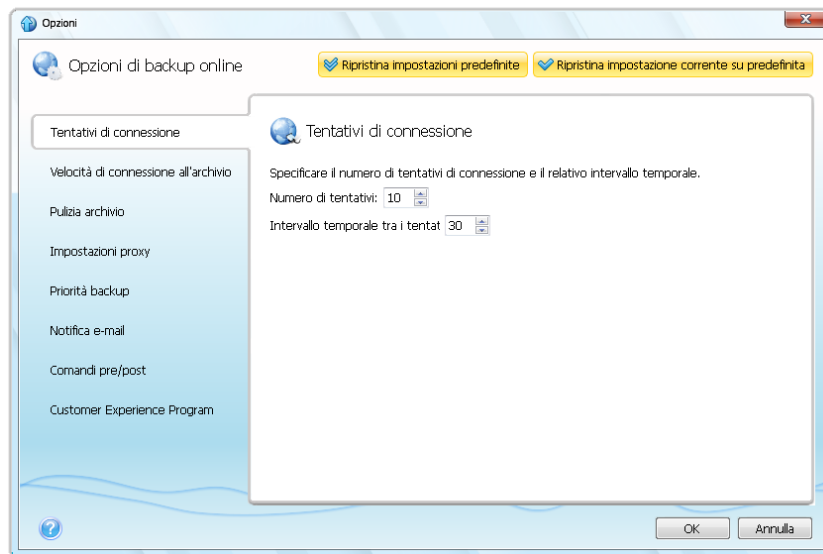 Opzioni
Opzioni di backup online
Ripristina impostazioni predefinite
Ripristina impostazione corrente su predefinita
Tentativi di connessione
Velocità di connessione all'archivio
Pulizia archivio
Impostazioni proxy
Priorità backup
Notifica e-mail
Comandi pre/post
Customer Experience Program
Tentativi di connessione
Specificare il numero di tentativi di connessione e il relativo intervallo temporale.
Numero di tentativi: 10
Intervallo temporale tra i tentat 30
OK
Annulla